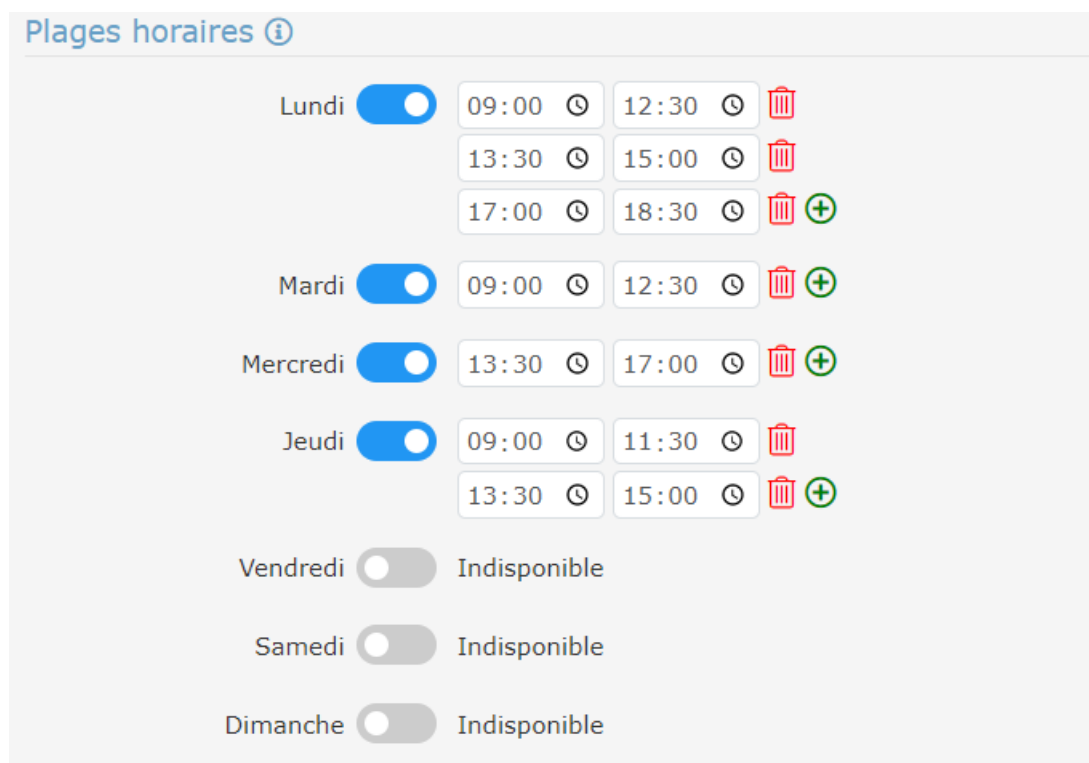 Plages horaires
Lundi 09:00 12:30
13:30 15:00
17:00 18:30
Mardi 09:00 12:30
Mercredi 13:30 17:00
Jeudi 09:00 11:30
13:30 15:00
Vendredi Indisponible
Samedi Indisponible
Dimanche Indisponible